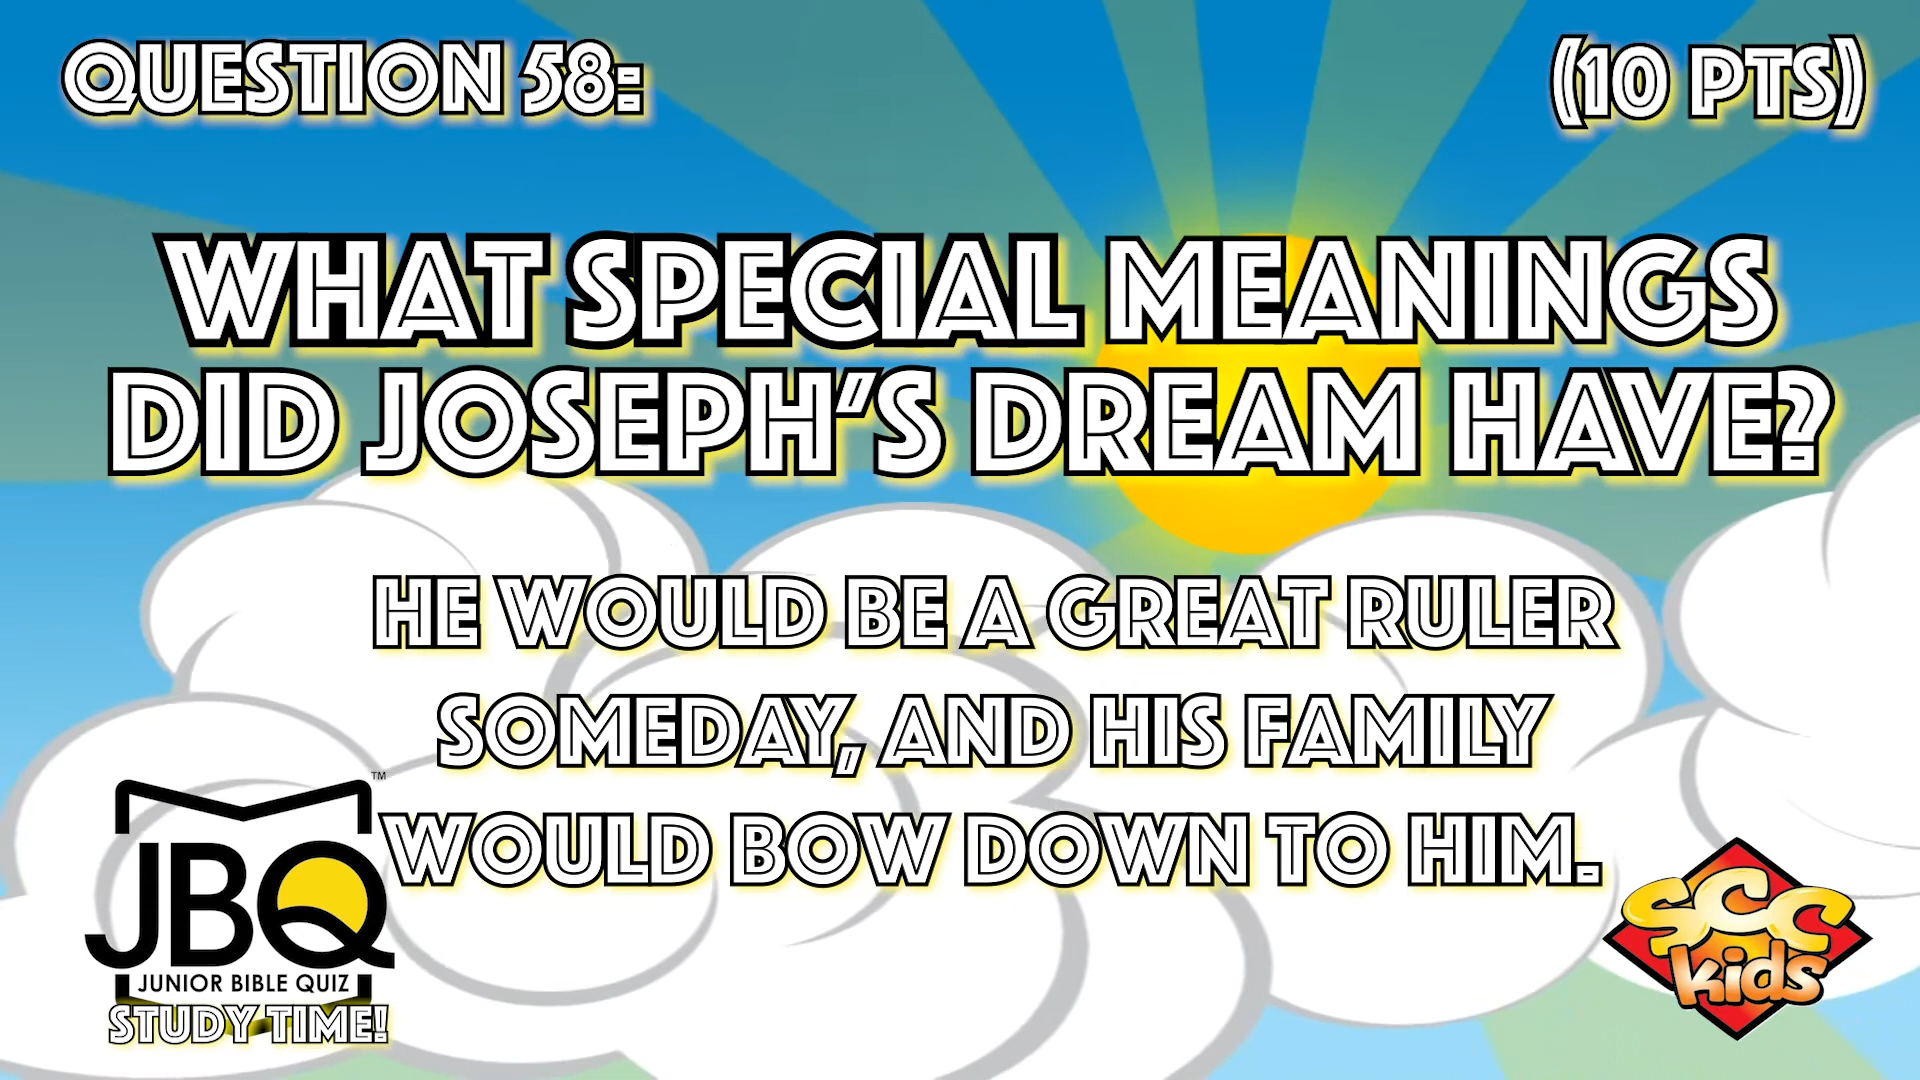 QUESTION 58:
(10 PTS)
WHAT SPECIAL MEANINGS
DID JOSEPH'S DREAM HAVE?
HE WOULD BE A GREAT RULER
SOMEDAY, AND HIS FAMILY
WOULD BOW DOWN TO HIM.
TM
JBQ
JUNIOR BIBLE QUIZ
STUDY TIME!
SCC
kids